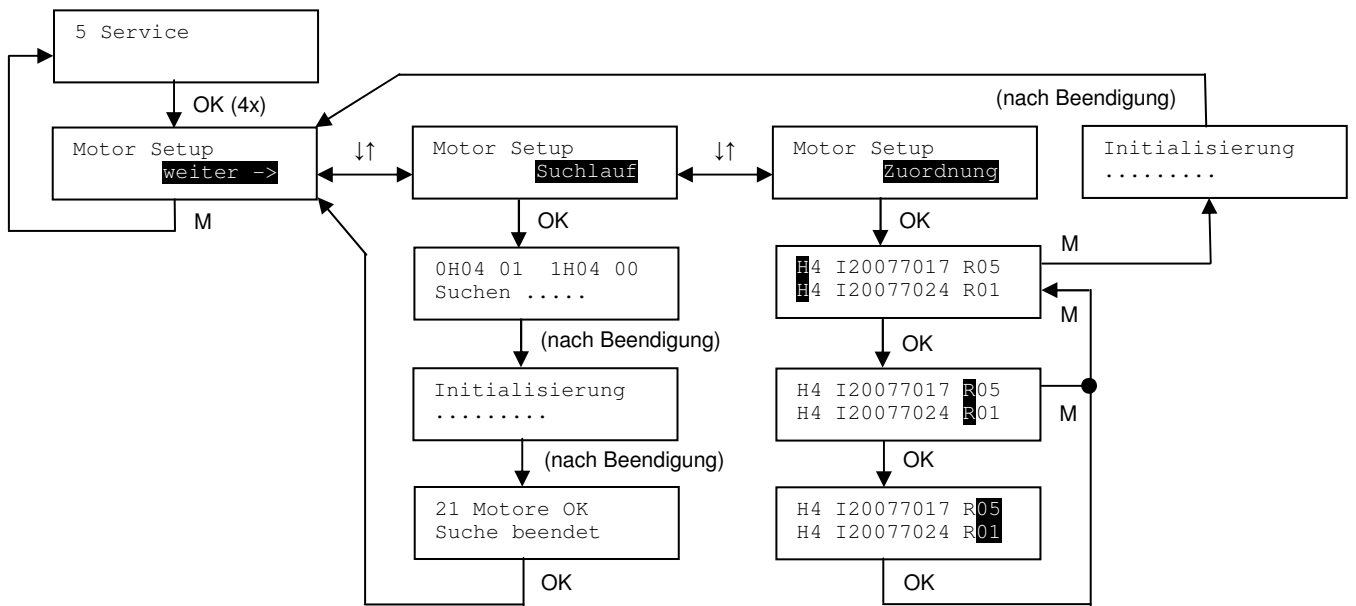 5 Service
OK (4x)
(nach Beendigung)
Motor Setup
weiter ->
↓↑
Motor Setup
Suchlauf
↓↑
Motor Setup
Zuordnung
Initialisierung
.........
M
OK
OK
M
0H04 01  1H04 00
Suchen .....
H4 I20077017 R05
H4 I20077024 R01
M
(nach Beendigung)
OK
Initialisierung
.........
H4 I20077017 R05
H4 I20077024 R01
M
(nach Beendigung)
OK
21 Motore OK
Suche beendet
H4 I20077017 R05
H4 I20077024 R01
OK
OK